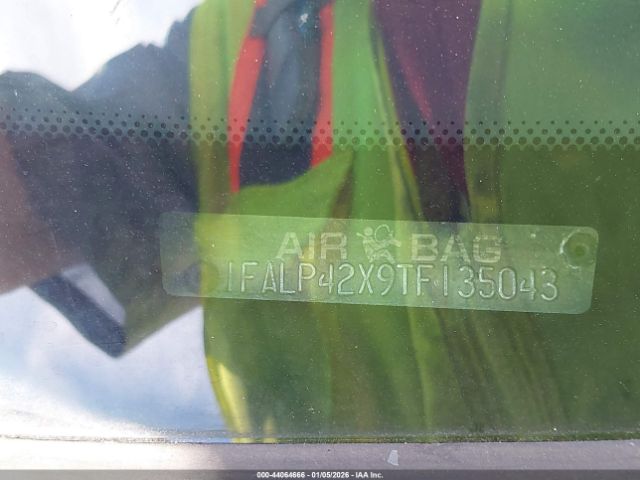 AIR BAG
1FALP42X9TF135043
000-44064666 - 01/05/2026 - IAA Inc.